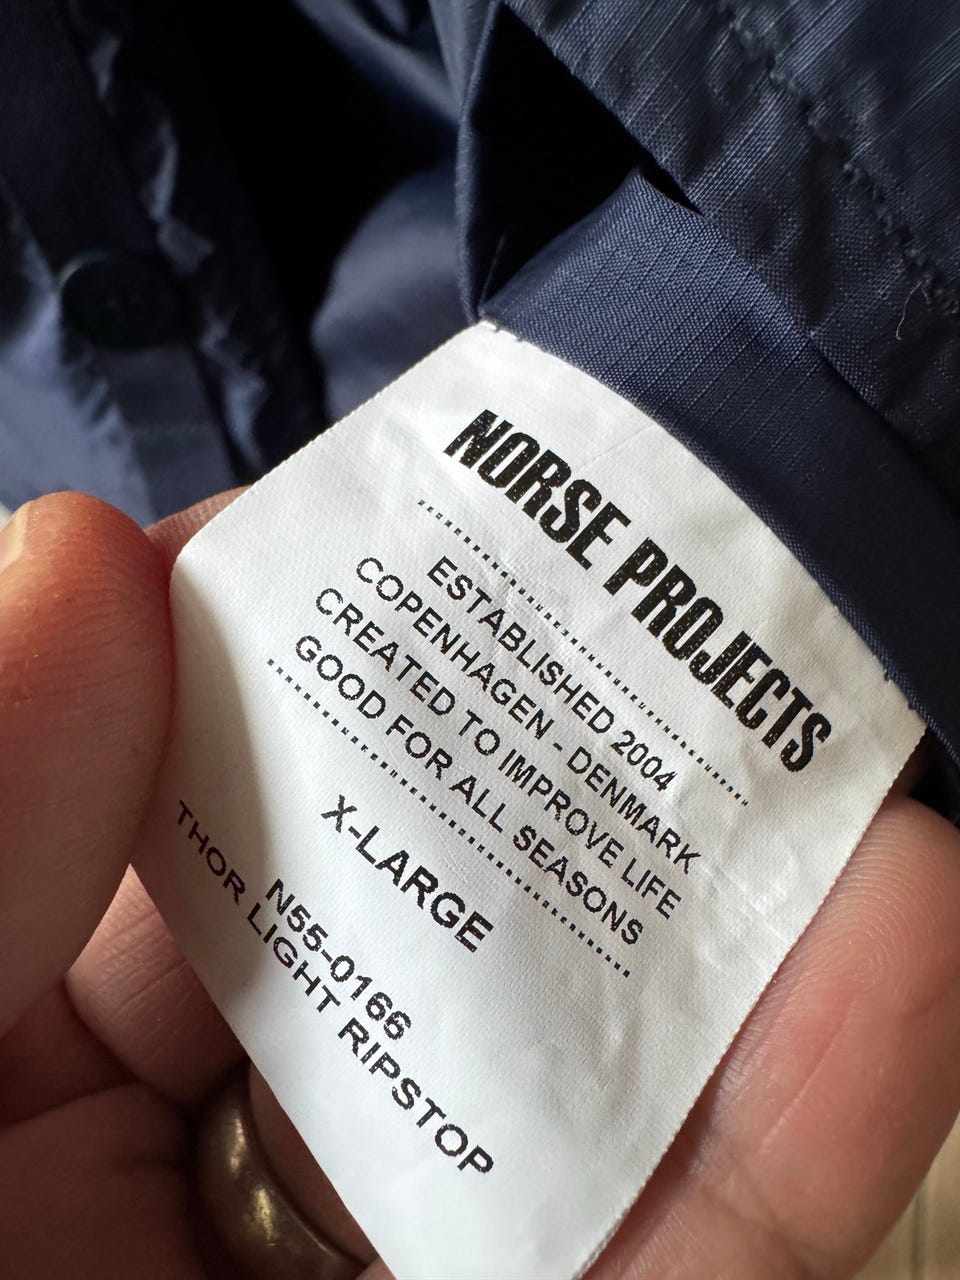 NORSE PROJECTS
ESTABLISHED 2004
COPENHAGEN - DENMARK
CREATED TO IMPROVE LIFE
GOOD FOR ALL SEASONS
X-LARGE
N55-0166
THOR LIGHT RIPSTOP